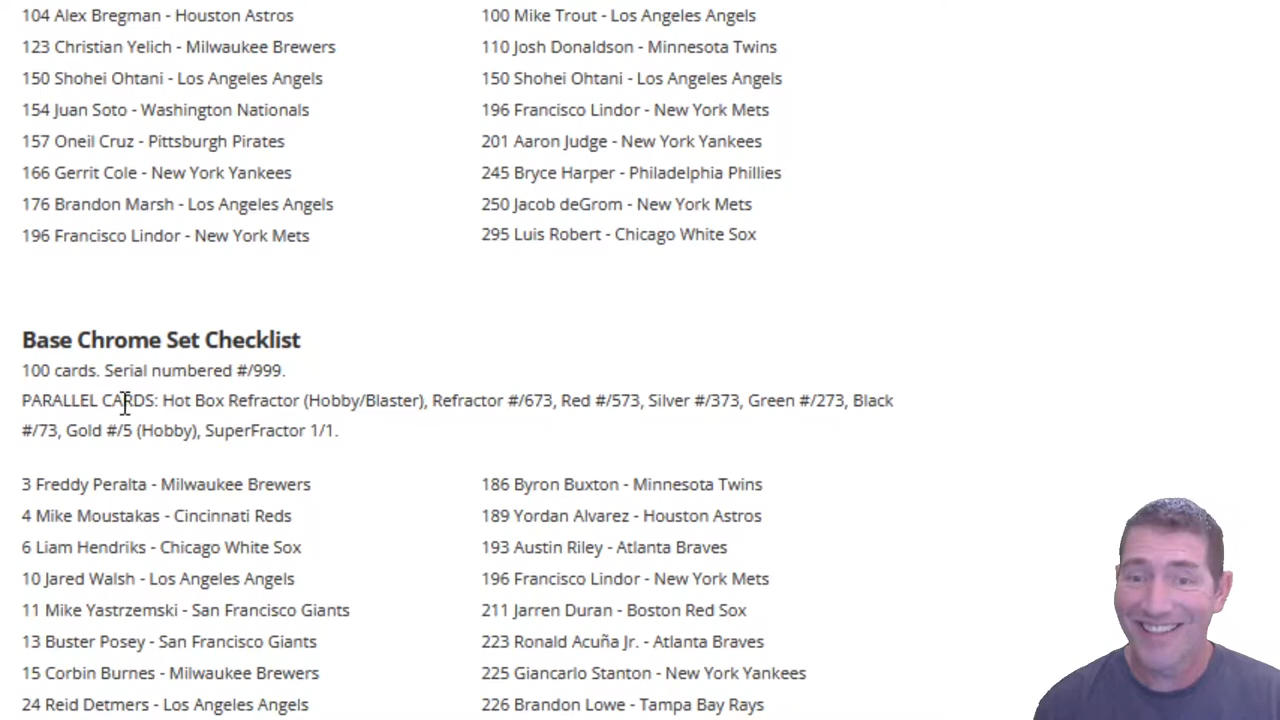 104 Alex Bregman - Houston Astros
123 Christian Yelich - Milwaukee Brewers
150 Shohei Ohtani - Los Angeles Angels
154 Juan Soto - Washington Nationals
157 Oneil Cruz - Pittsburgh Pirates
166 Gerrit Cole - New York Yankees
176 Brandon Marsh - Los Angeles Angels
196 Francisco Lindor - New York Mets
100 Mike Trout - Los Angeles Angels
110 Josh Donaldson - Minnesota Twins
150 Shohei Ohtani - Los Angeles Angels
196 Francisco Lindor - New York Mets
201 Aaron Judge - New York Yankees
245 Bryce Harper - Philadelphia Phillies
250 Jacob deGrom - New York Mets
295 Luis Robert - Chicago White Sox
Base Chrome Set Checklist
100 cards. Serial numbered #/999.
PARALLEL CARDS: Hot Box Refractor (Hobby/Blaster), Refractor #/673, Red #/573, Silver #/373, Green #/273, Black
#/73, Gold #/5 (Hobby), SuperFractor 1/1.
3 Freddy Peralta - Milwaukee Brewers
4 Mike Moustakas - Cincinnati Reds
6 Liam Hendriks - Chicago White Sox
10 Jared Walsh - Los Angeles Angels
11 Mike Yastrzemski - San Francisco Giants
13 Buster Posey - San Francisco Giants
15 Corbin Burnes - Milwaukee Brewers
24 Reid Detmers - Los Angeles Angels
186 Byron Buxton - Minnesota Twins
189 Yordan Alvarez - Houston Astros
193 Austin Riley - Atlanta Braves
196 Francisco Lindor - New York Mets
211 Jarren Duran - Boston Red Sox
223 Ronald Acuña Jr. - Atlanta Braves
225 Giancarlo Stanton - New York Yankees
226 Brandon Lowe - Tampa Bay Rays